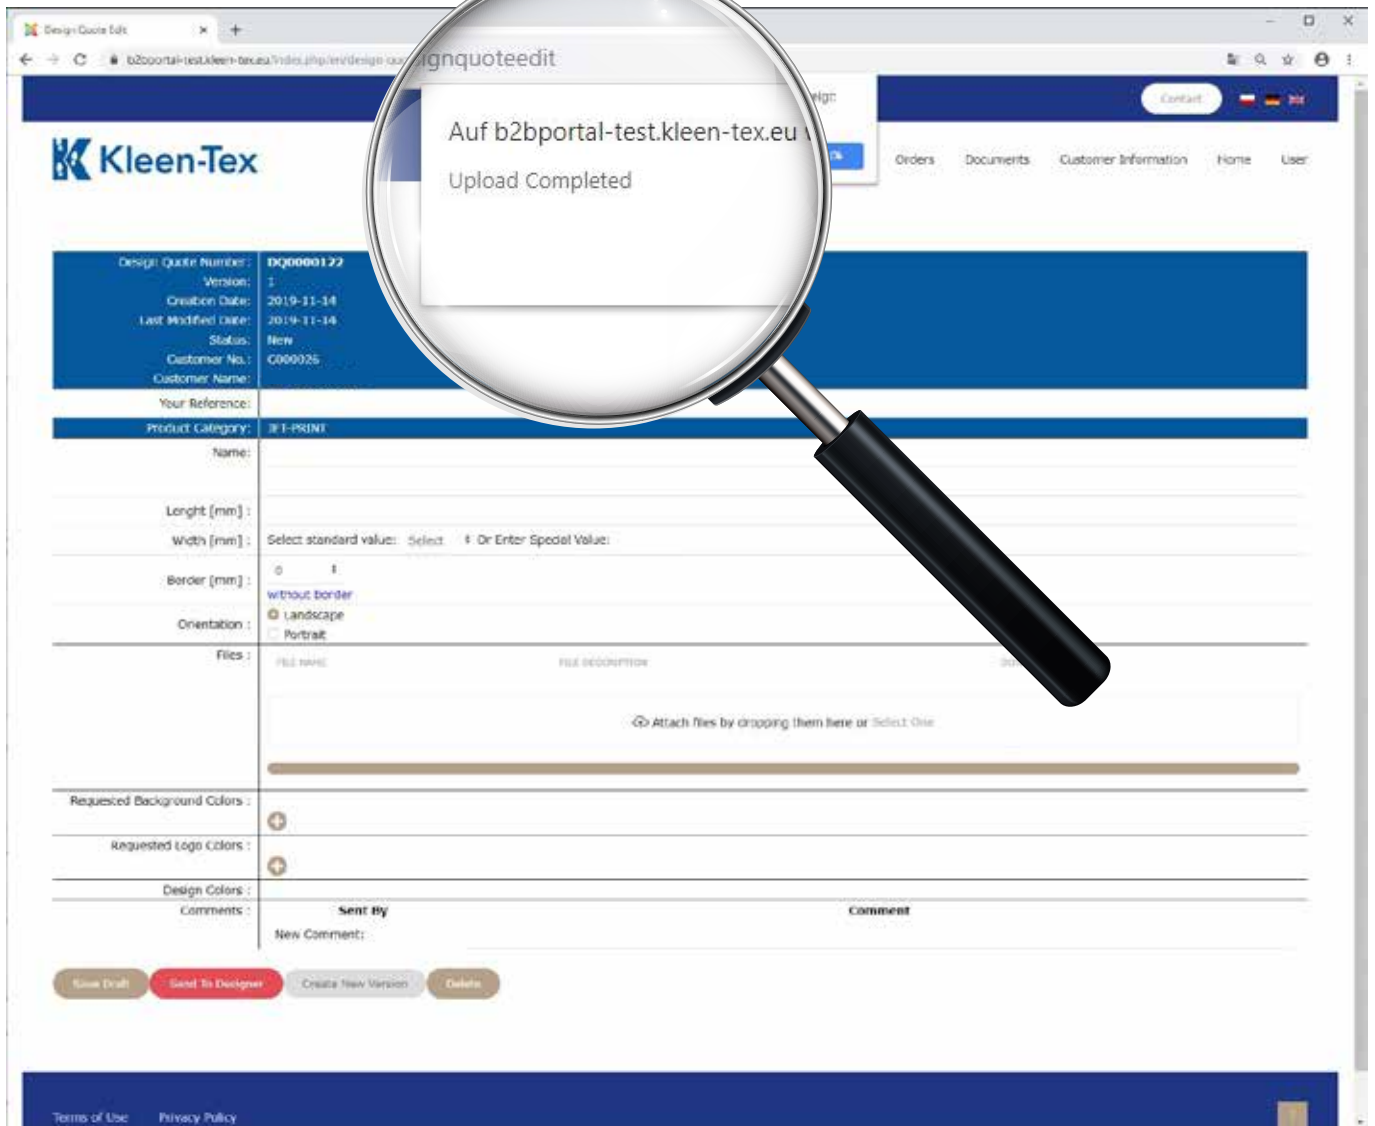 Design Quote Edit
b2bportal-test.kleen-tex.eu/index.php/en/design-quo
ignquoteedit
eigt:
Contact
Auf b2bportal-test.kleen-tex.eu
Upload Completed
Kleen-Tex
Orders Documents Customer Information Home User
Design Quote Number: DQ0000122
Version: 1
Creation Date: 2019-11-14
Last Modified Date: 2019-11-14
Status: New
Customer No.: C000026
Customer Name:
Your Reference:
Product Category: JET-PRINT
Name:
Lenght [mm] :
Width [mm] : Select standard value: Select Or Enter Special Value:
Border [mm] : 0
without border
Orientation : Landscape
Portrait
Files : FILE NAME FILE DESCRIPTION
Attach files by dropping them here or Select One
Requested Background Colors :
Requested Logo Colors :
Design Colors :
Comments : Sent By Comment
New Comment:
Save Draft Send To Designer Create New Version Delete
Terms of Use Privacy Policy